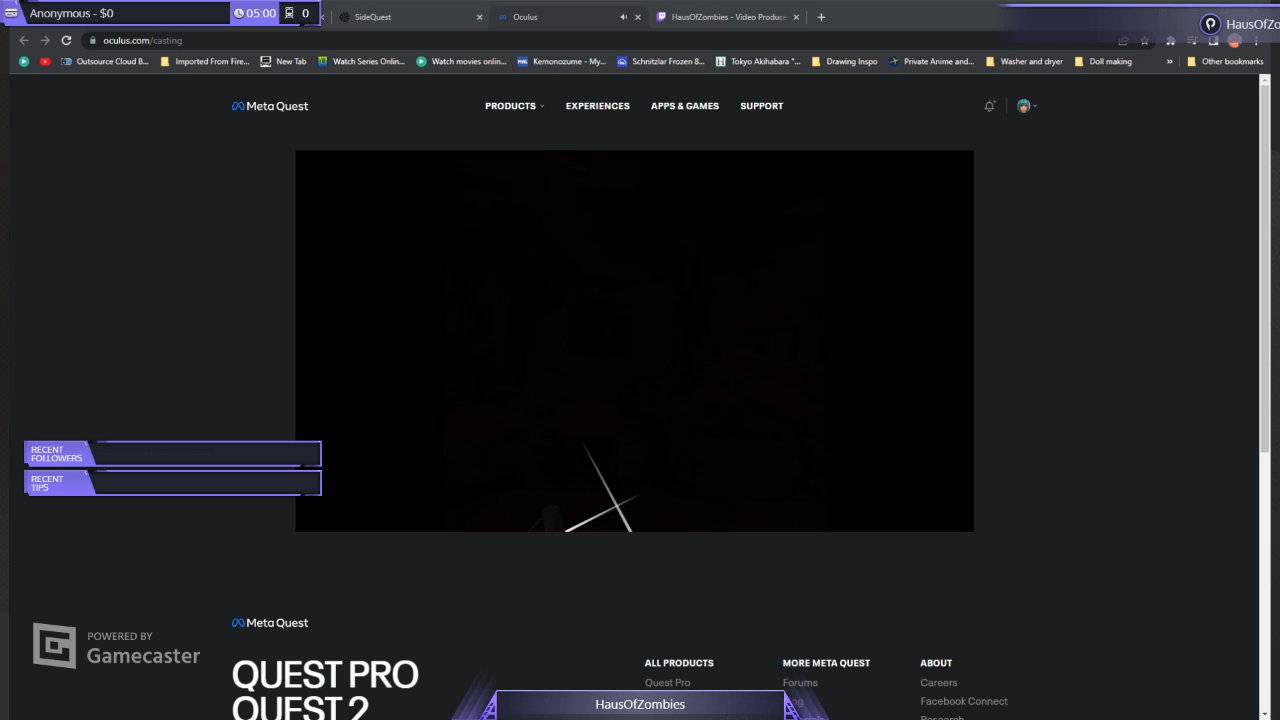 Anonymous - $0
05:00
0
SideQuest
Oculus
HausOfZombies - Video Produce
HausOfZo
oculus.com/casting
Outsource Cloud B...
Imported From Fire...
New Tab
Watch Series Onlin...
Watch movies onlin...
Kemonozume - My...
Schnitzlar Frozen 8...
Tokyo Akihabara "...
Drawing Inspo
Private Anime and...
Washer and dryer
Doll making
»
Other bookmarks
Meta Quest
PRODUCTS
EXPERIENCES
APPS & GAMES
SUPPORT
RECENT
FOLLOWERS
RECENT
TIPS
POWERED BY
Gamecaster
Meta Quest
QUEST PRO
QUEST 2
ALL PRODUCTS
Quest Pro
MORE META QUEST
Forums
ABOUT
Careers
Facebook Connect
Research
HausOfZombies